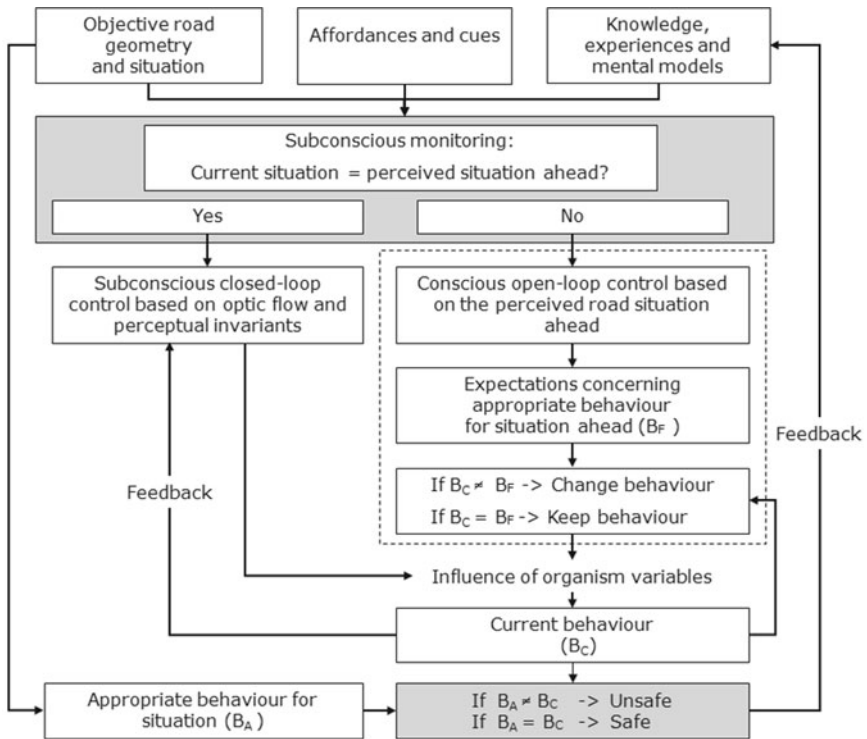 Objective road
geometry
and situation
Affordances and cues
Knowledge,
experiences and
mental models
Subconscious monitoring:
Current situation = perceived situation ahead?
Yes
No
Subconscious closed-loop
control based on optic flow and
perceptual invariants
Conscious open-loop control based
on the perceived road situation
ahead
Expectations concerning
appropriate behaviour
for situation ahead (BF )
Feedback
Feedback
If BC ≠ BF -> Change behaviour
If BC = BF -> Keep behaviour
Influence of organism variables
Current behaviour
(BC)
Appropriate behaviour for
situation (BA )
If BA ≠ BC -> Unsafe
If BA = BC -> Safe